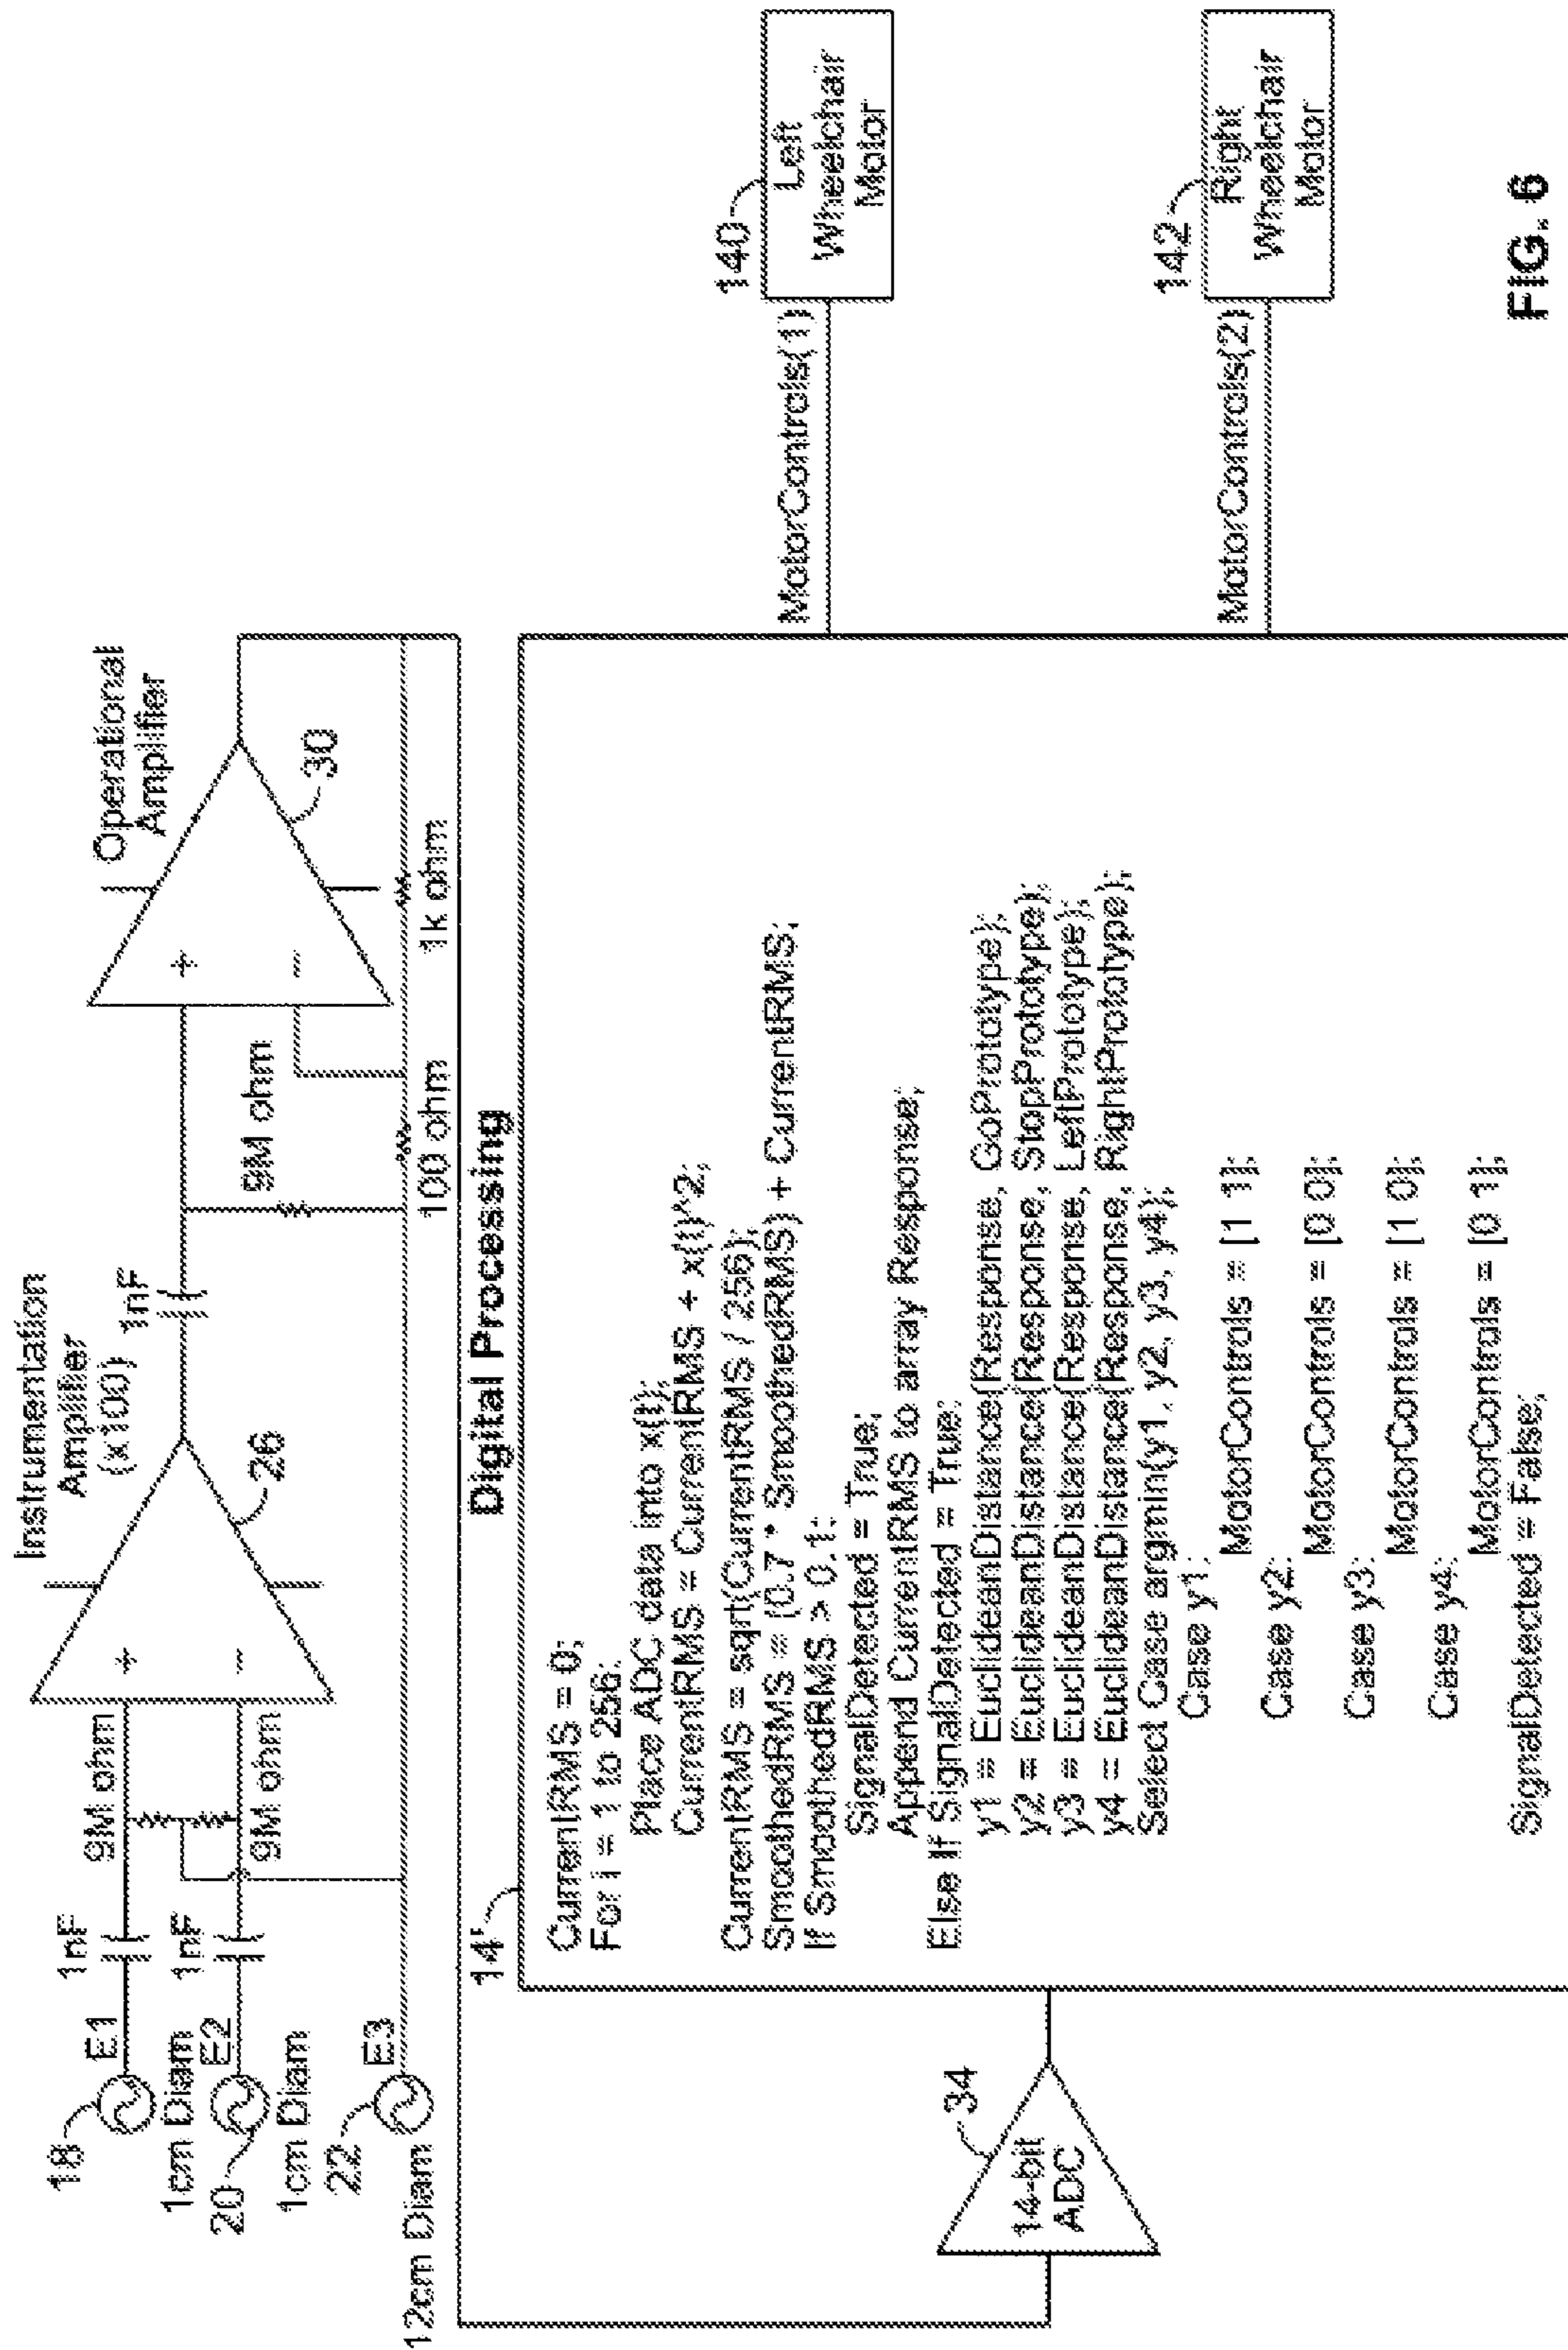 Instrumentation
Amplifier
(x100)
26
Operational
Amplifier
30
18
E1
1cm Diam
1nF
9M ohm
20
E2
1cm Diam
1nF
9M ohm
22
E3
12cm Diam
+
−
1nF
9M ohm
+
−
100 ohm
1k ohm
Digital Processing
14'
34
14-bit
ADC
CurrentRMS = 0;
For i = 1 to 256:
Place ADC data into x(t);
CurrentRMS = CurrentRMS + x(t)^2;
CurrentRMS = sqrt(CurrentRMS / 256);
SmoothedRMS = (0.7 * SmoothedRMS) + CurrentRMS;
If SmoothedRMS > 0.1:
SignalDetected = True;
Append CurrentRMS to array Response;
Else If SignalDetected = True:
y1 = EuclideanDistance(Response, GoPrototype);
y2 = EuclideanDistance(Response, StopPrototype);
y3 = EuclideanDistance(Response, LeftPrototype);
y4 = EuclideanDistance(Response, RightPrototype);
Select Case argmin(y1, y2, y3, y4);
Case y1:
MotorControls = [1 1];
Case y2:
MotorControls = [0 0];
Case y3:
MotorControls = [1 0];
Case y4:
MotorControls = [0 1];
SignalDetected = False;
MotorControls(1)
140
Left
Wheelchair
Motor
MotorControls(2)
142
Right
Wheelchair
Motor
FIG. 6